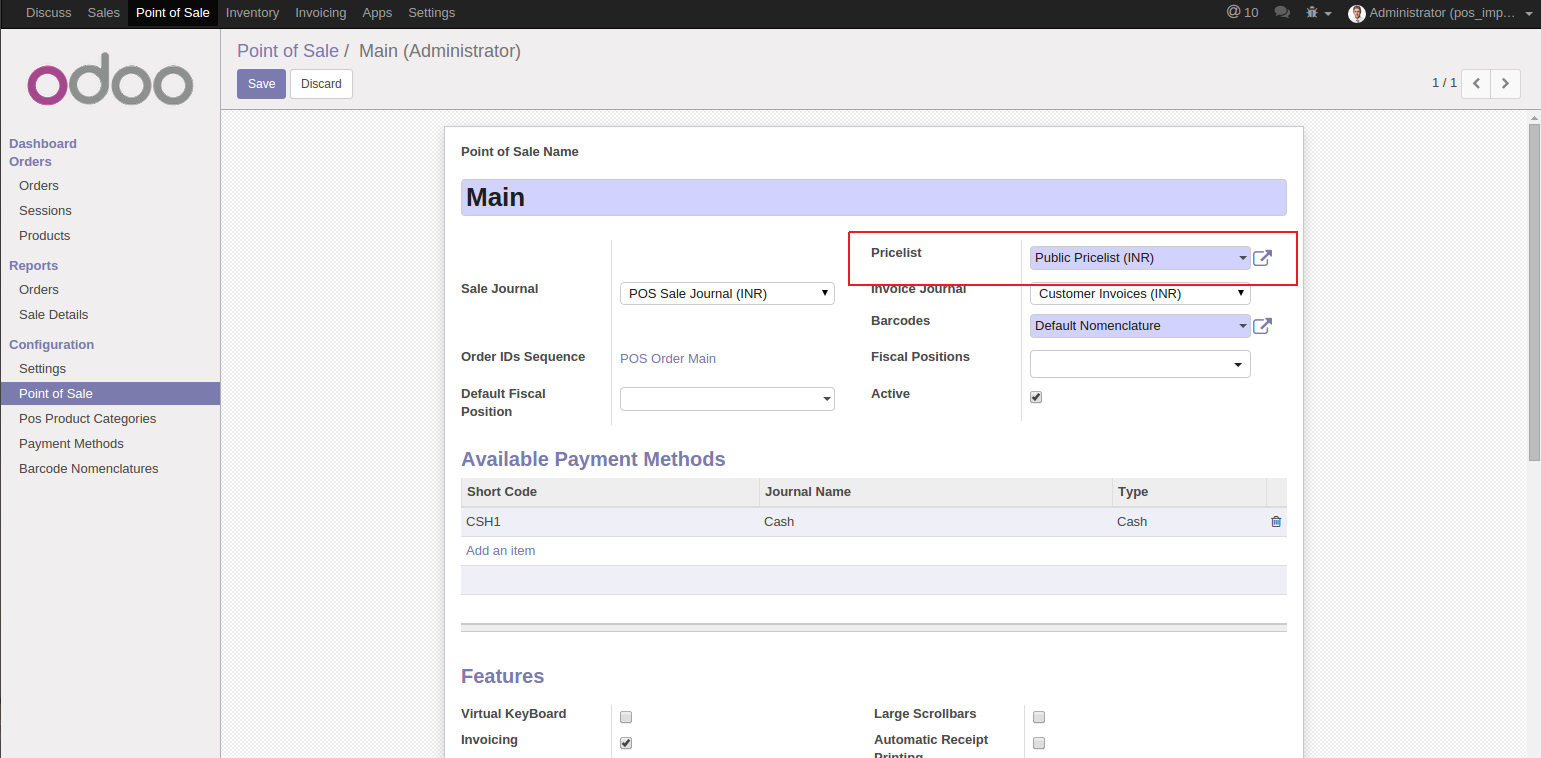 Discuss Sales Point of Sale Inventory Invoicing Apps Settings @ 10 Administrator (pos_imp...
odoo
Point of Sale / Main (Administrator)
Save Discard 1 / 1
Dashboard
Orders
Orders
Sessions
Products
Reports
Orders
Sale Details
Configuration
Settings
Point of Sale
Pos Product Categories
Payment Methods
Barcode Nomenclatures
Point of Sale Name
Main
Pricelist Public Pricelist (INR)
Sale Journal POS Sale Journal (INR) Invoice Journal Customer Invoices (INR)
Barcodes Default Nomenclature
Order IDs Sequence POS Order Main Fiscal Positions
Default Fiscal Position Active
Available Payment Methods
Short Code Journal Name Type
CSH1 Cash Cash
Add an item
Features
Virtual KeyBoard Large Scrollbars
Invoicing Automatic Receipt
Printing